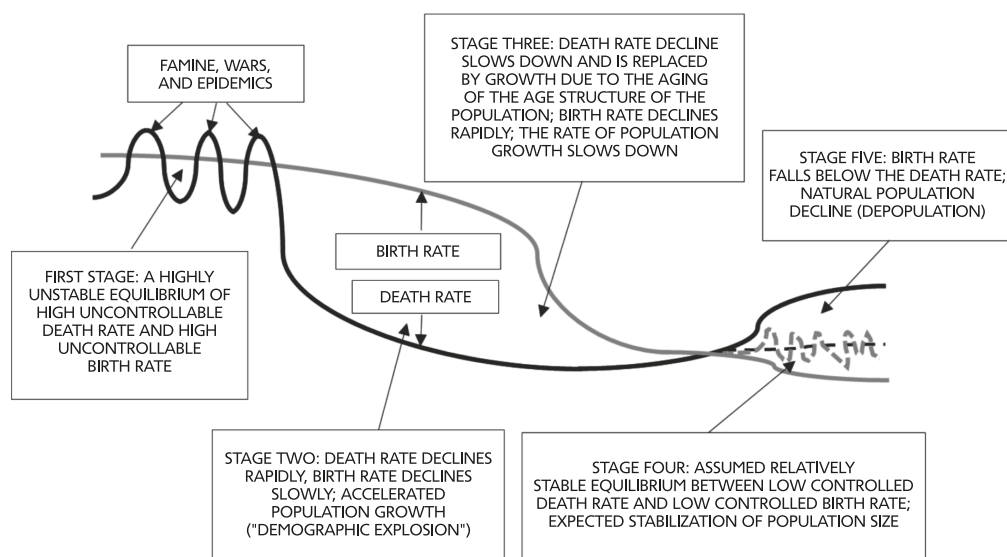 FAMINE, WARS,
AND EPIDEMICS
STAGE THREE: DEATH RATE DECLINE
SLOWS DOWN AND IS REPLACED
BY GROWTH DUE TO THE AGING
OF THE AGE STRUCTURE OF THE
POPULATION; BIRTH RATE DECLINES
RAPIDLY; THE RATE OF POPULATION
GROWTH SLOWS DOWN
STAGE FIVE: BIRTH RATE
FALLS BELOW THE DEATH RATE;
NATURAL POPULATION
DECLINE (DEPOPULATION)
FIRST STAGE: A HIGHLY
UNSTABLE EQUILIBRIUM OF
HIGH UNCONTROLLABLE
DEATH RATE AND HIGH
UNCONTROLLABLE
BIRTH RATE
BIRTH RATE
DEATH RATE
STAGE TWO: DEATH RATE DECLINES
RAPIDLY, BIRTH RATE DECLINES
SLOWLY; ACCELERATED
POPULATION GROWTH
("DEMOGRAPHIC EXPLOSION")
STAGE FOUR: ASSUMED RELATIVELY
STABLE EQUILIBRIUM BETWEEN LOW CONTROLLED
DEATH RATE AND LOW CONTROLLED BIRTH RATE;
EXPECTED STABILIZATION OF POPULATION SIZE